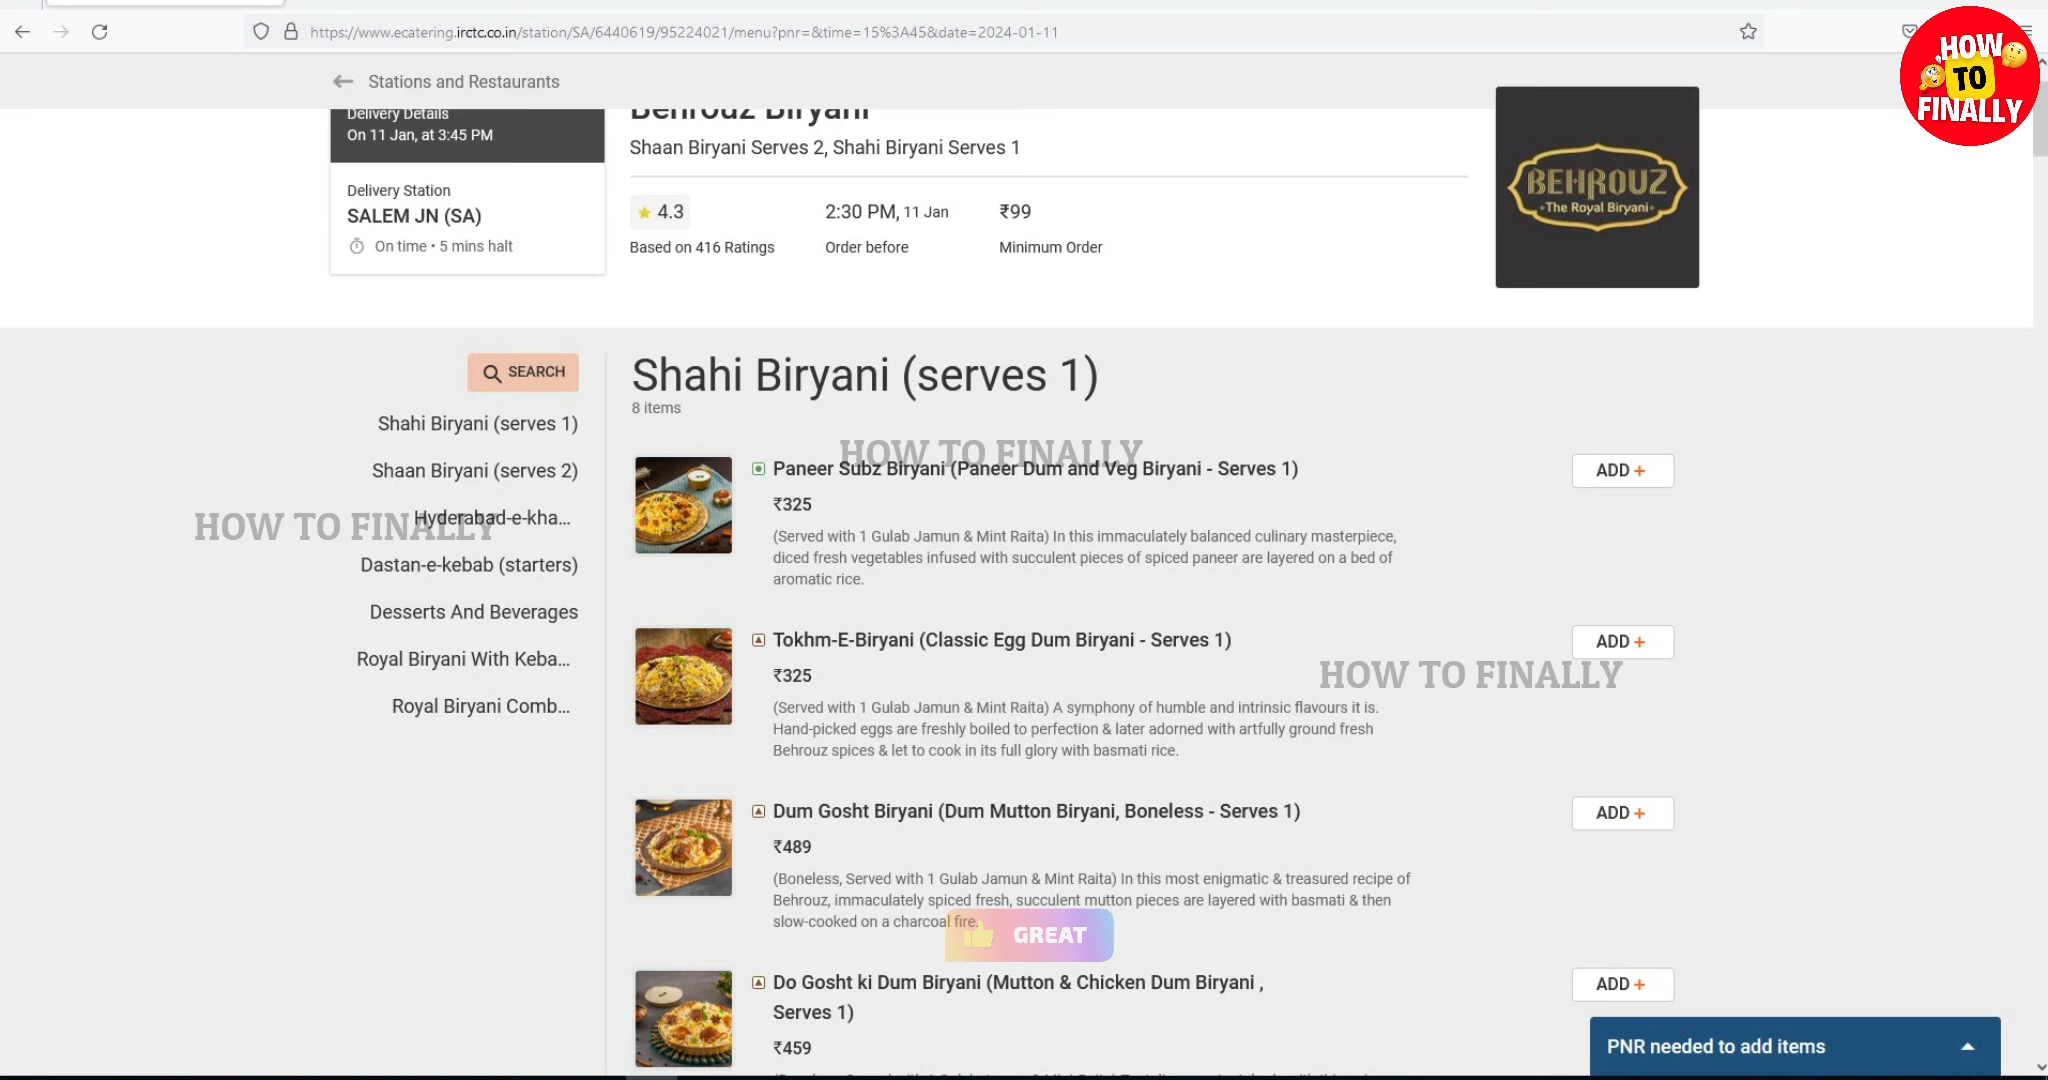 https://www.ecatering.irctc.co.in/station/SA/6440619/95224021/menu?pnr=&time=15%3A45&date=2024-01-11
HOW
TO
FINALLY
Stations and Restaurants
Delivery Details
On 11 Jan, at 3:45 PM
Delivery Station
SALEM JN (SA)
On time • 5 mins halt
Behrouz Biryani
Shaan Biryani Serves 2, Shahi Biryani Serves 1
4.3
Based on 416 Ratings
2:30 PM, 11 Jan
Order before
₹99
Minimum Order
BEHROUZ
The Royal Biryani
SEARCH
Shahi Biryani (serves 1)
Shaan Biryani (serves 2)
Hyderabad-e-kha...
Dastan-e-kebab (starters)
Desserts And Beverages
Royal Biryani With Keba...
Royal Biryani Comb...
HOW TO FINALLY
Shahi Biryani (serves 1)
8 items
HOW TO FINALLY
Paneer Subz Biryani (Paneer Dum and Veg Biryani - Serves 1)
ADD +
₹325
(Served with 1 Gulab Jamun & Mint Raita) In this immaculately balanced culinary masterpiece,
diced fresh vegetables infused with succulent pieces of spiced paneer are layered on a bed of
aromatic rice.
Tokhm-E-Biryani (Classic Egg Dum Biryani - Serves 1)
ADD +
₹325
HOW TO FINALLY
(Served with 1 Gulab Jamun & Mint Raita) A symphony of humble and intrinsic flavours it is.
Hand-picked eggs are freshly boiled to perfection & later adorned with artfully ground fresh
Behrouz spices & let to cook in its full glory with basmati rice.
Dum Gosht Biryani (Dum Mutton Biryani, Boneless - Serves 1)
ADD +
₹489
(Boneless, Served with 1 Gulab Jamun & Mint Raita) In this most enigmatic & treasured recipe of
Behrouz, immaculately spiced fresh, succulent mutton pieces are layered with basmati & then
slow-cooked on a charcoal fire.
GREAT
Do Gosht ki Dum Biryani (Mutton & Chicken Dum Biryani ,
Serves 1)
ADD +
₹459
PNR needed to add items